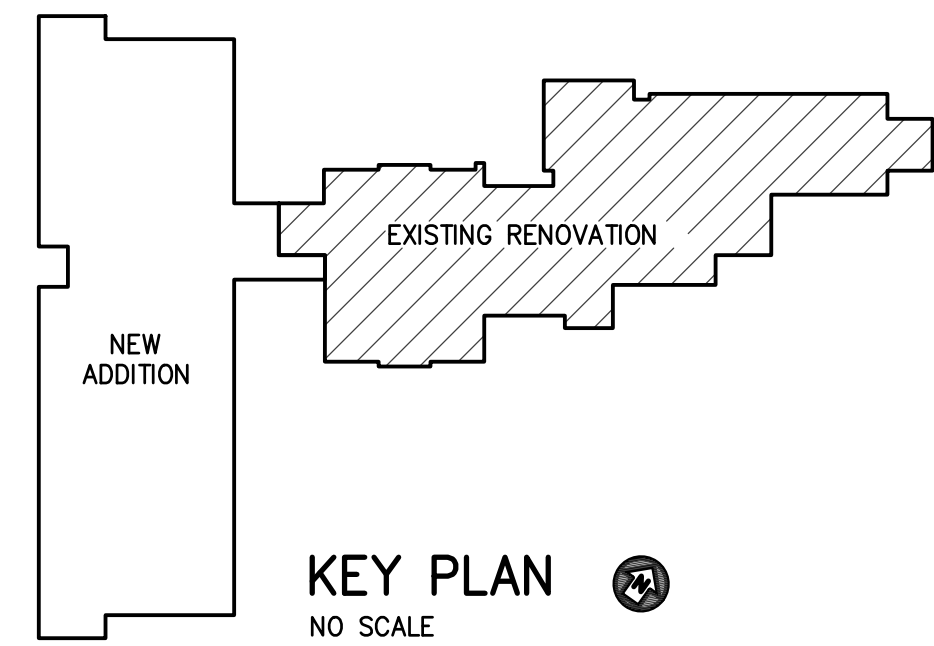 EXISTING RENOVATION
NEW
ADDITION
KEY PLAN
N
NO SCALE